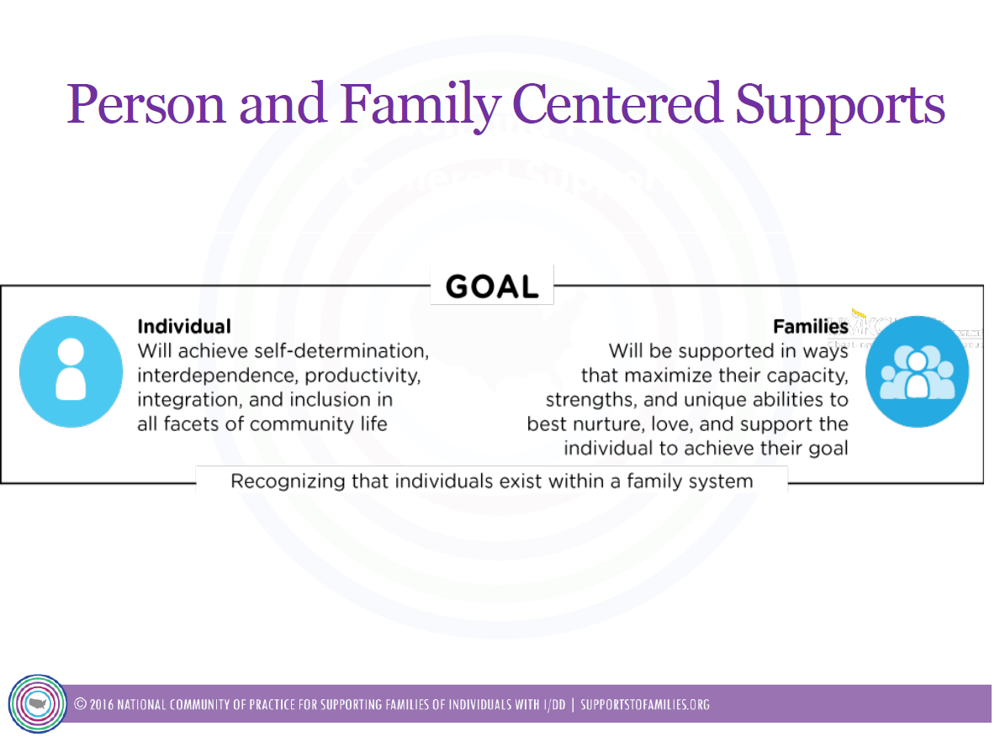 Person and Family Centered Supports
Centered Supports
GOAL
Individual
Will achieve self-determination,
interdependence, productivity,
integration, and inclusion in
all facets of community life
Families
Will be supported in ways
that maximize their capacity,
strengths, and unique abilities to
best nurture, love, and support the
individual to achieve their goal
UMKC
Recognizing that individuals exist within a family system
© 2016 NATIONAL COMMUNITY OF PRACTICE FOR SUPPORTING FAMILIES OF INDIVIDUALS WITH I/DD | SUPPORTSTOFAMILIES.ORG